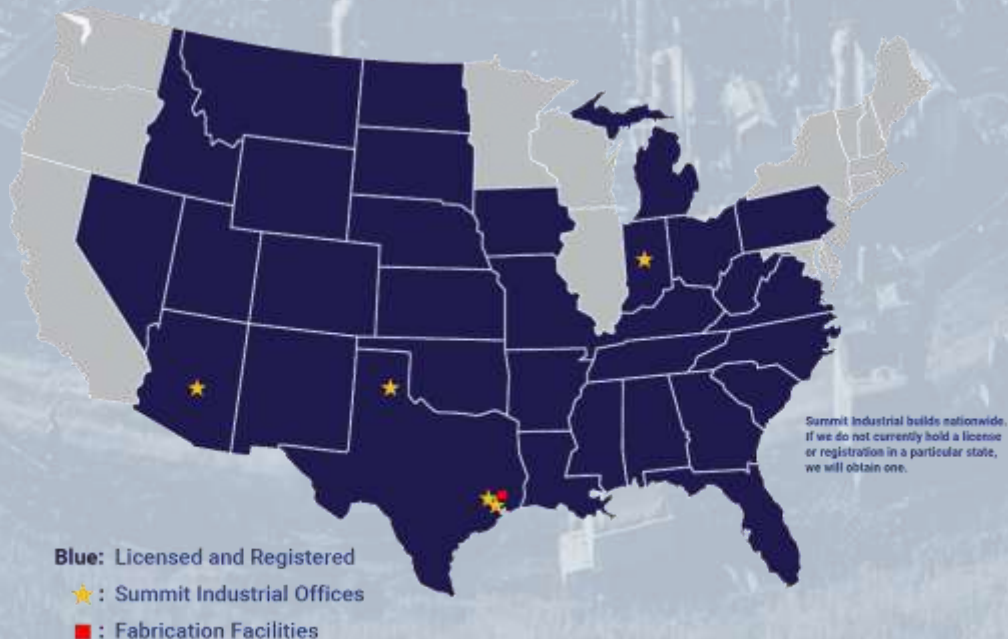 Summit Industrial builds nationwide.
If we do not currently hold a license
or registration in a particular state,
we will obtain one.
Blue: Licensed and Registered
: Summit Industrial Offices
: Fabrication Facilities